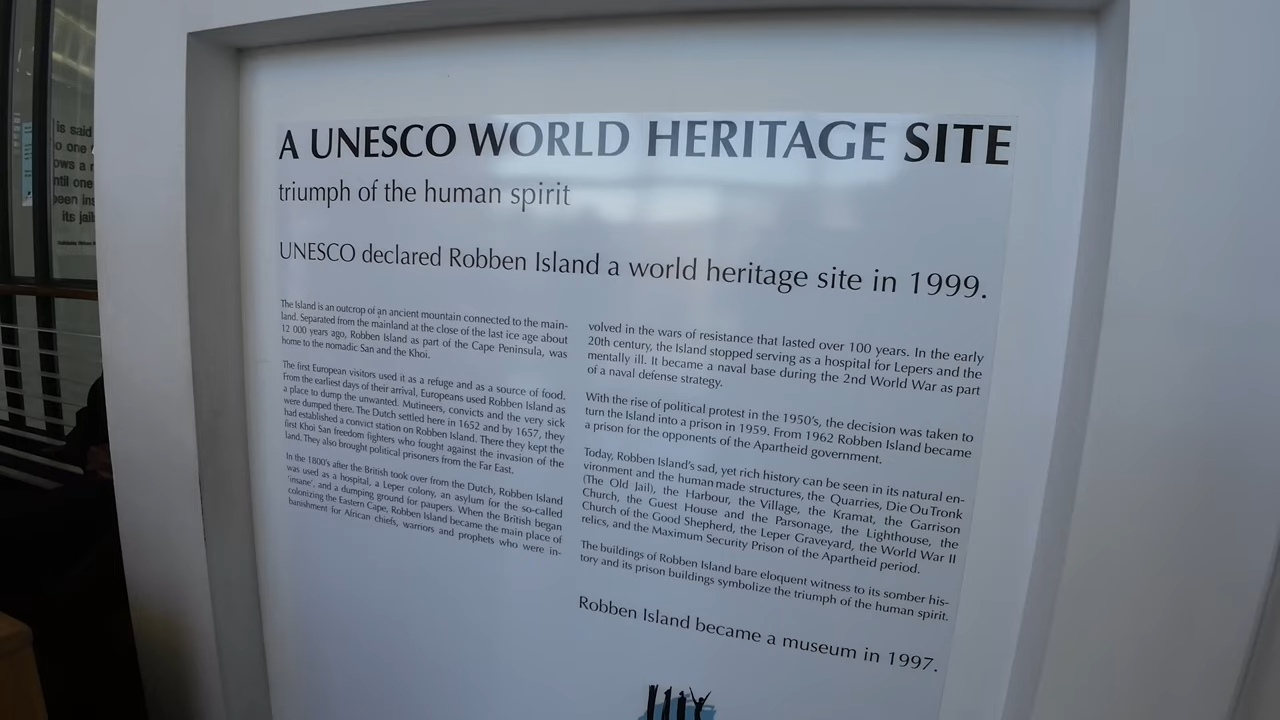 is said
o one
ows a
ntil one
been ins
its jail
A UNESCO WORLD HERITAGE SITE
triumph of the human spirit
UNESCO declared Robben Island a world heritage site in 1999.
The Island is an outcrop of an ancient mountain connected to the main-
land. Separated from the mainland at the close of the last ice age about
12 000 years ago, Robben Island as part of the Cape Peninsula, was
home to the nomadic San and the Khoi.
The first European visitors used it as a refuge and as a source of food.
From the earliest days of their arrival, Europeans used Robben Island as
a place to dump the unwanted. Mutineers, convicts and the very sick
were dumped there. The Dutch settled here in 1652 and by 1657, they
had established a convict station on Robben Island. There they kept the
first Khoi San freedom fighters who fought against the invasion of the
land. They also brought political prisoners from the Far East.
In the 1800's after the British took over from the Dutch, Robben Island
was used as a hospital, a Leper colony, an asylum for the so-called
'insane', and a dumping ground for paupers. When the British began
colonizing the Eastern Cape, Robben Island became the main place of
banishment for African chiefs, warriors and prophets who were in-
volved in the wars of resistance that lasted over 100 years. In the early
20th century, the Island stopped serving as a hospital for Lepers and the
mentally ill. It became a naval base during the 2nd World War as part
of a naval defense strategy.
With the rise of political protest in the 1950's, the decision was taken to
turn the Island into a prison in 1959. From 1962 Robben Island became
a prison for the opponents of the Apartheid government.
Today, Robben Island's sad, yet rich history can be seen in its natural en-
vironment and the human made structures, the Quarries, Die Ou Tronk
(The Old Jail), the Harbour, the Village, the Kramat, the Garrison
Church, the Guest House and the Parsonage, the Lighthouse, the
Church of the Good Shepherd, the Leper Graveyard, the World War II
relics, and the Maximum Security Prison of the Apartheid period.
The buildings of Robben Island bare eloquent witness to its somber his-
tory and its prison buildings symbolize the triumph of the human spirit.
Robben Island became a museum in 1997.